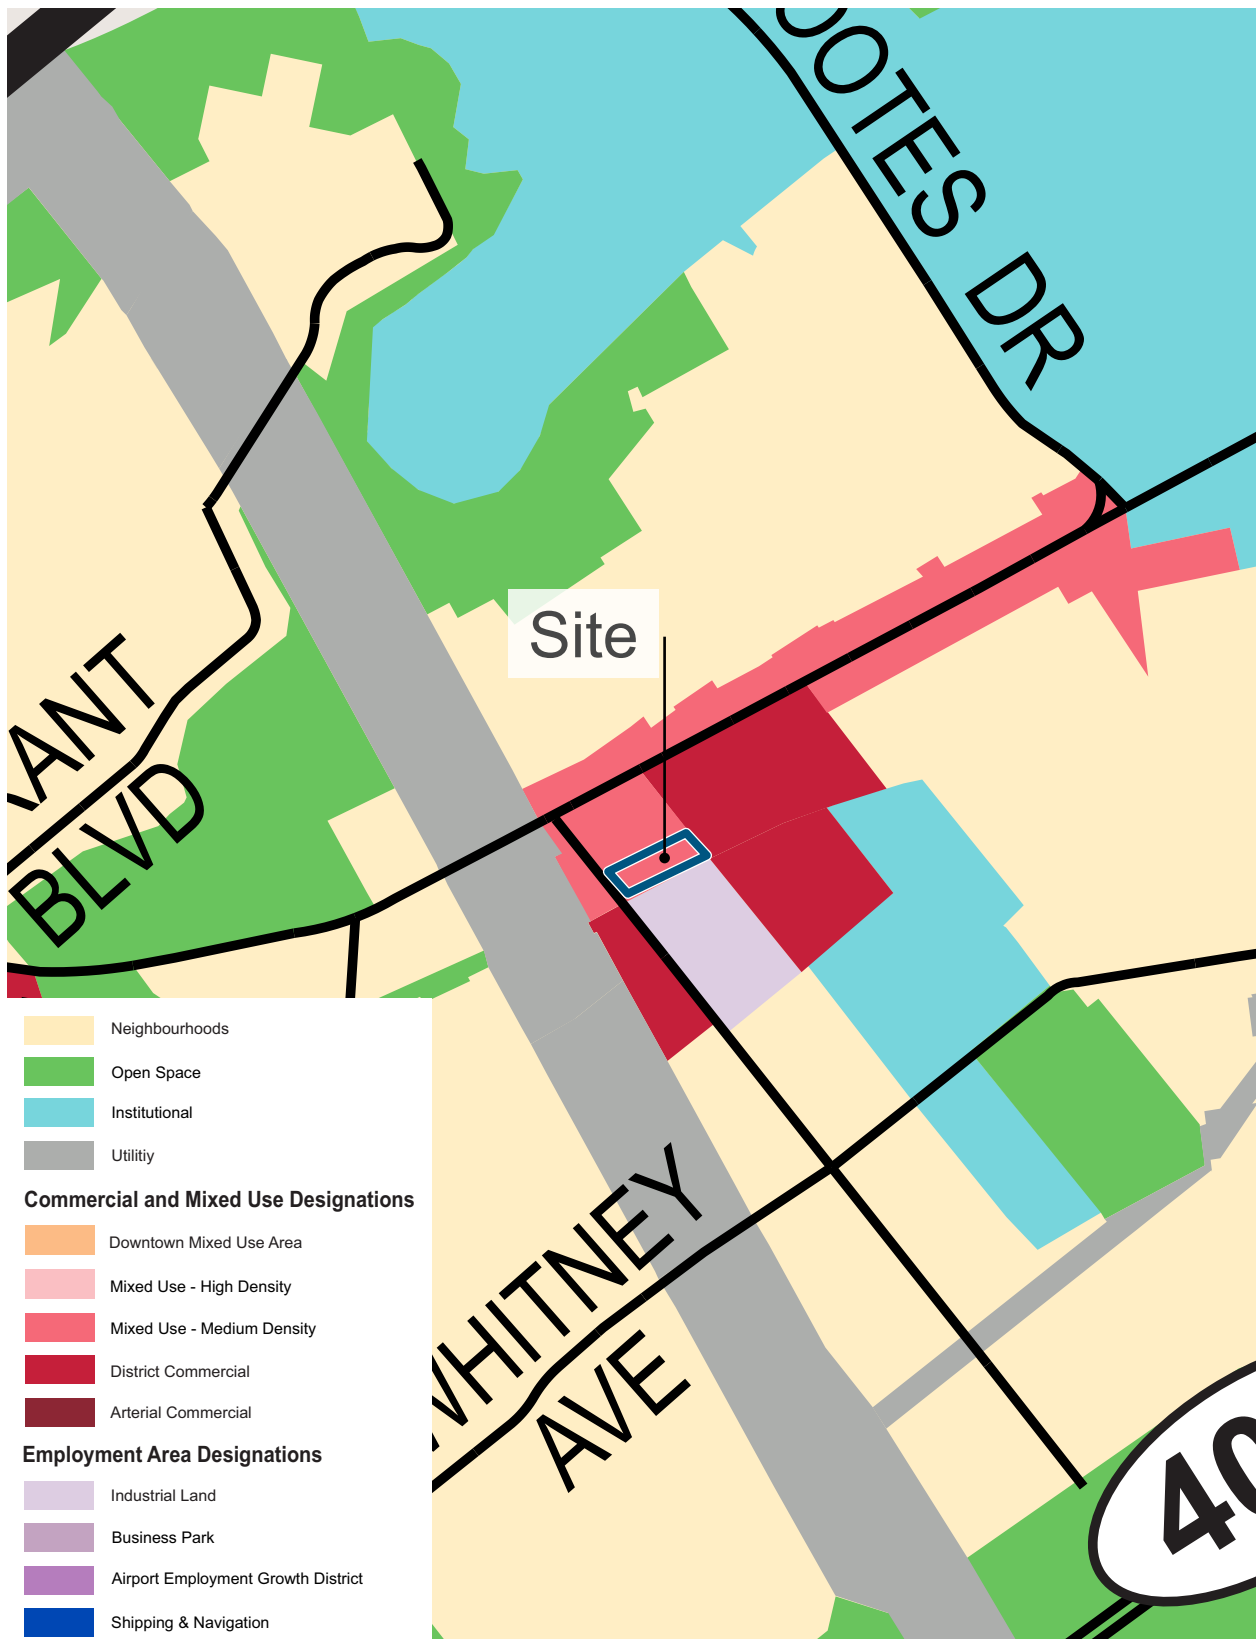 OOTES DR
Site
ANT
BLVD
WHITNEY
AVE
40
Neighbourhoods
Open Space
Institutional
Utilitiy
Commercial and Mixed Use Designations
Downtown Mixed Use Area
Mixed Use - High Density
Mixed Use - Medium Density
District Commercial
Arterial Commercial
Employment Area Designations
Industrial Land
Business Park
Airport Employment Growth District
Shipping & Navigation